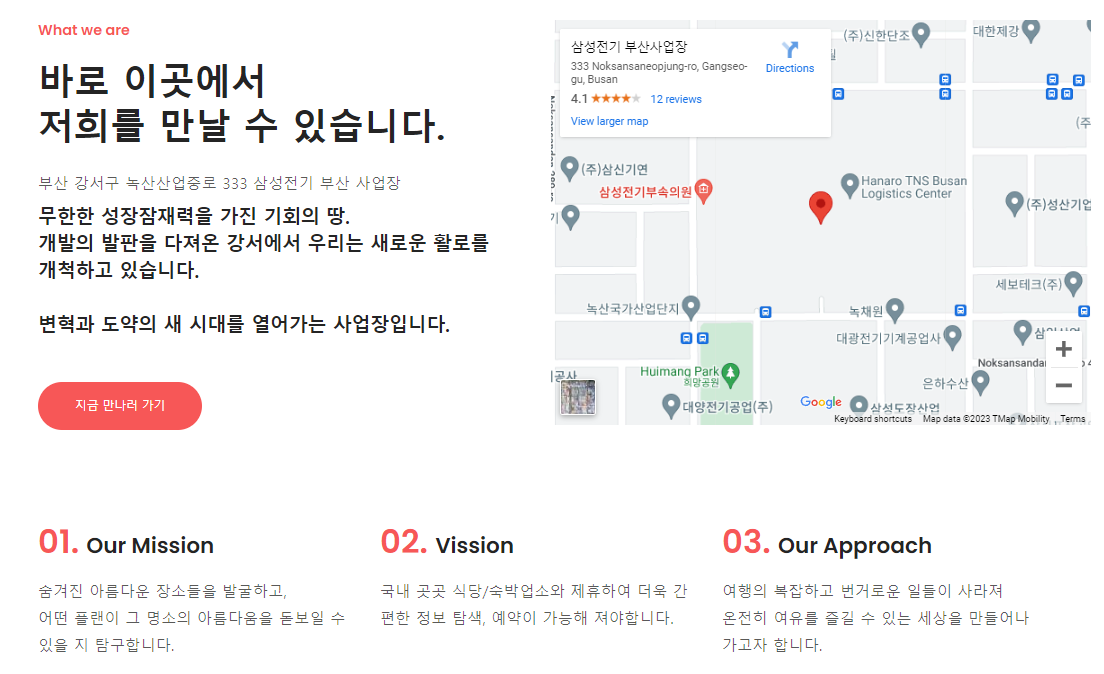 What we are
바로 이곳에서
저희를 만날 수 있습니다.
부산 강서구 녹산산업중로 333 삼성전기 부산 사업장
무한한 성장잠재력을 가진 기회의 땅.
개발의 발판을 다져온 강서에서 우리는 새로운 활로를
개척하고 있습니다.
변혁과 도약의 새 시대를 열어가는 사업장입니다.
지금 만나러 가기
삼성전기 부산사업장
333 Noksansaneopjung-ro, Gangseo-
gu, Busan
4.1
12 reviews
View larger map
Directions
(주)신한단조
대한제강
(주)삼신기연
삼성전기부속의원
Hanaro TNS Busan
Logistics Center
(주)성산기업
세보테크(주)
녹산국가산업단지
녹채원
대광전기기계공업사
Noksansandan
Huimang Park
희망공원
은하수산
대양전기공업(주)
Google
삼성도장산업
Keyboard shortcuts
Map data ©2023 TMap Mobility
Terms
01. Our Mission
숨겨진 아름다운 장소들을 발굴하고,
어떤 플랜이 그 명소의 아름다움을 돋보일 수
있을 지 탐구합니다.
02. Vission
국내 곳곳 식당/숙박업소와 제휴하여 더욱 간
편한 정보 탐색, 예약이 가능해 져야합니다.
03. Our Approach
여행의 복잡하고 번거로운 일들이 사라져
온전히 여유를 즐길 수 있는 세상을 만들어나
가고자 합니다.